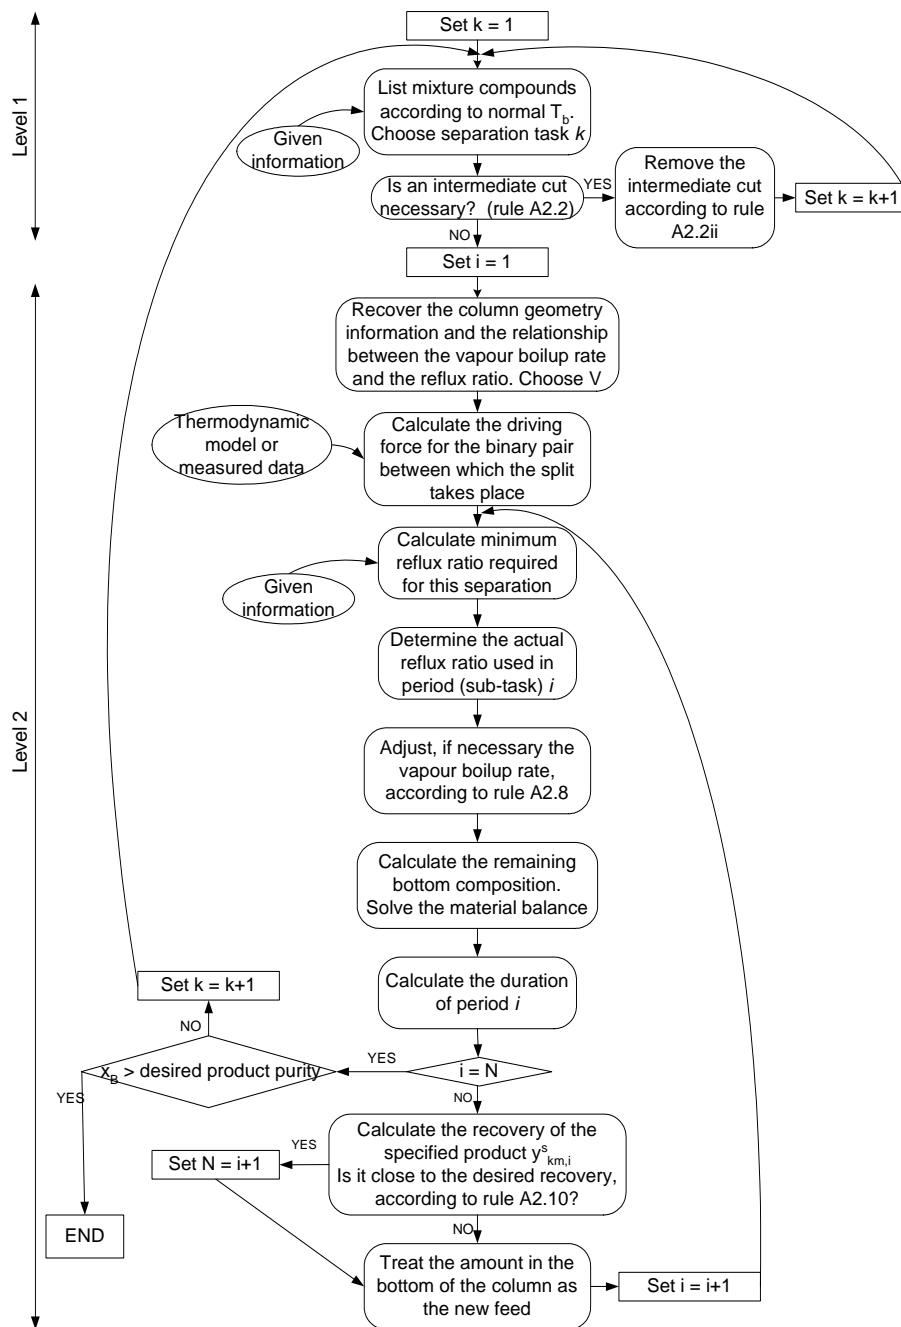 Set k = 1
Level 1
List mixture compounds
according to normal T_b.
Choose separation task k
Given
information
Is an intermediate cut
necessary? (rule A2.2)
YES
Remove the
intermediate cut
according to rule
A2.2ii
Set k = k+1
NO
Set i = 1
Level 2
Recover the column geometry
information and the relationship
between the vapour boilup rate
and the reflux ratio. Choose V
Thermodynamic
model or
measured data
Calculate the driving
force for the binary pair
between which the split
takes place
Calculate minimum
reflux ratio required
for this separation
Given
information
Determine the actual
reflux ratio used in
period (sub-task) i
Adjust, if necessary the
vapour boilup rate,
according to rule A2.8
Calculate the remaining
bottom composition.
Solve the material balance
Calculate the duration
of period i
Set k = k+1
NO
x_B > desired product purity
YES
i = N
YES
NO
Calculate the recovery of the
specified product y^s_km,i
Is it close to the desired recovery,
according to rule A2.10?
YES
Set N = i+1
END
NO
Treat the amount in the
bottom of the column as
the new feed
Set i = i+1